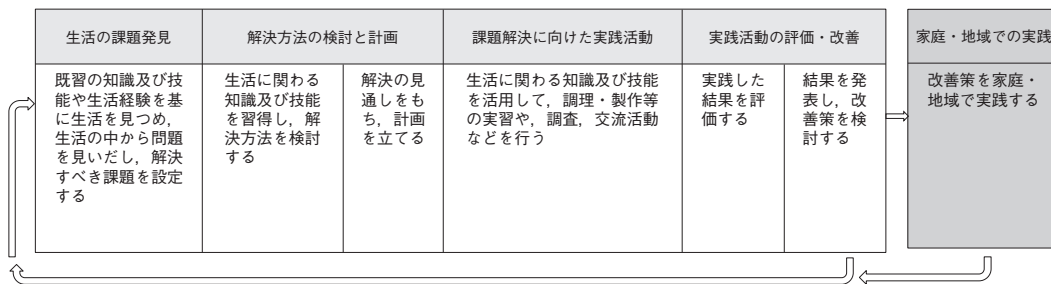 生活の課題発見
解決方法の検討と計画
課題解決に向けた実践活動
実践活動の評価・改善
家庭・地域での実践
既習の知識及び技
能や生活経験を基
に生活を見つめ，
生活の中から問題
を見いだし，解決
すべき課題を設定
する
生活に関わる
知識及び技能
を習得し，解
決方法を検討
する
解決の見
通しをも
ち，計画
を立てる
生活に関わる知識及び技能
を活用して，調理・製作等
の実習や，調査，交流活動
などを行う
実践した
結果を評
価する
結果を発
表し，改
善策を検
討する
改善策を家庭・
地域で実践する